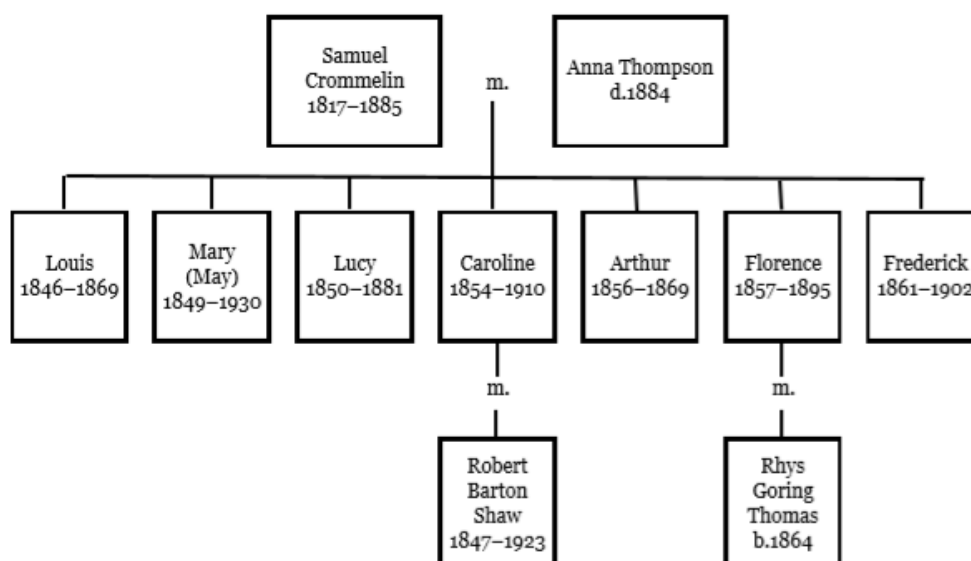 Samuel
Crommelin
1817–1885
m.
Anna Thompson
d.1884
Louis
1846–1869
Mary
(May)
1849–1930
Lucy
1850–1881
Caroline
1854–1910
Arthur
1856–1869
Florence
1857–1895
Frederick
1861–1902
m.
m.
Robert
Barton
Shaw
1847–1923
Rhys
Goring
Thomas
b.1864